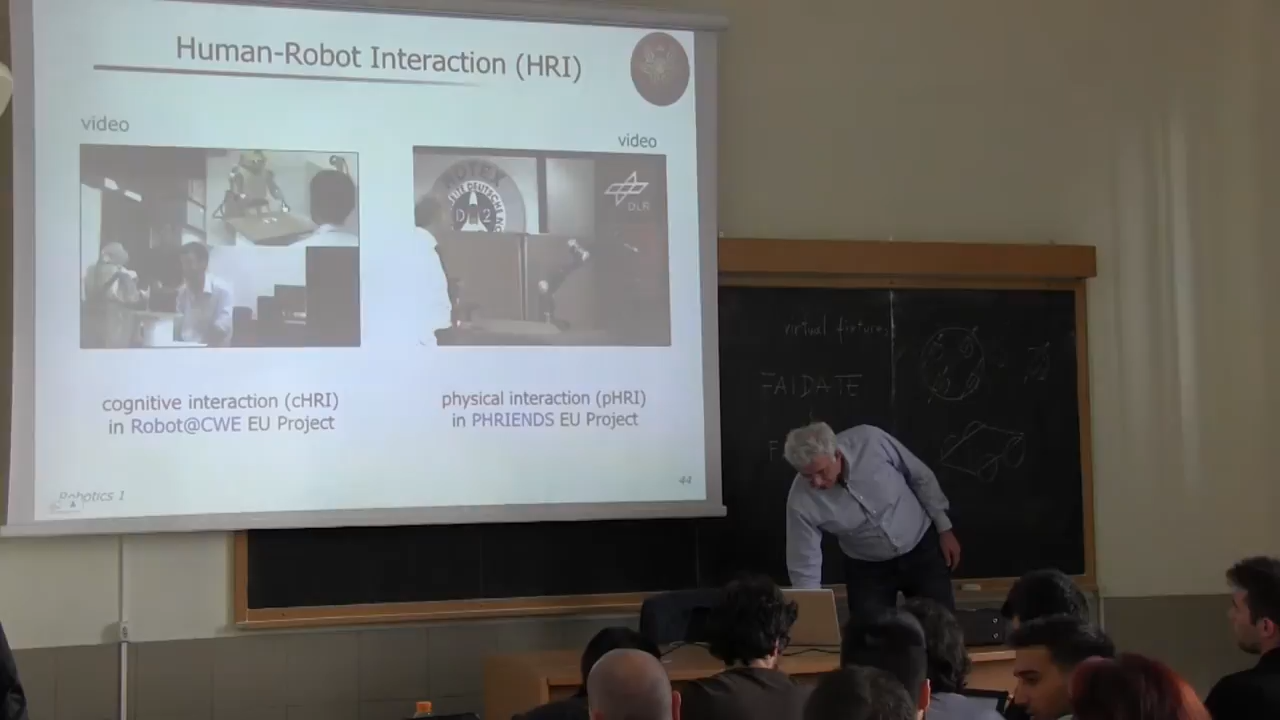 Human-Robot Interaction (HRI)
video
video
ROTEX
DLR
cognitive interaction (cHRI)
in Robot@CWE EU Project
physical interaction (pHRI)
in PHRIENDS EU Project
Robotics 1
44
virtual fixtures
FAIDATE